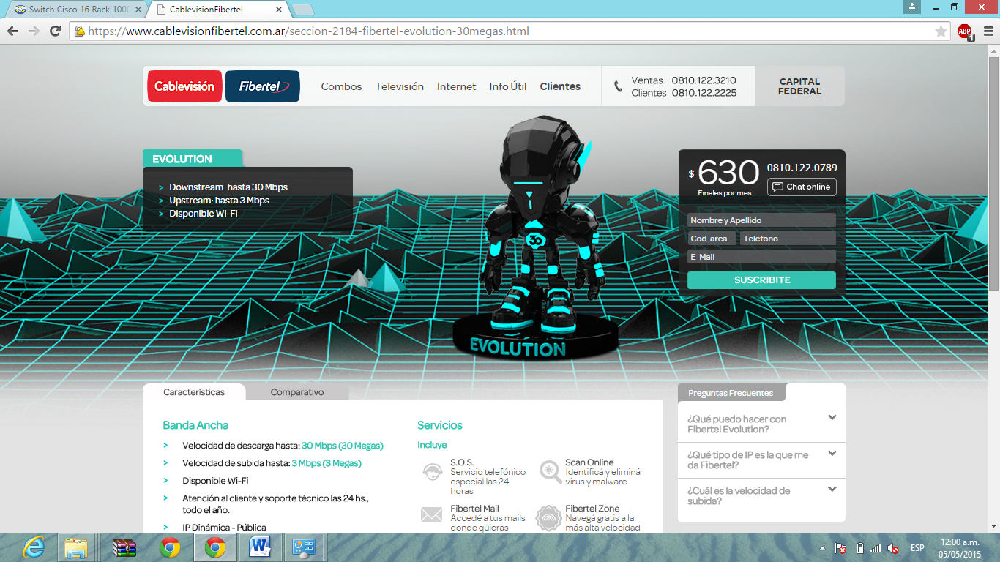 Switch Cisco 16 Rack 100
CablevisionFibertel
https://www.cablevisionfibertel.com.ar/seccion-2184-fibertel-evolution-30megas.html
ABP
1
Cablevisión
Fibertel
Combos
Televisión
Internet
Info Útil
Clientes
Ventas 0810.122.3210
Clientes 0810.122.2225
CAPITAL
FEDERAL
EVOLUTION
> Downstream: hasta 30 Mbps
> Upstream: hasta 3 Mbps
> Disponible Wi-Fi
30
EVOLUTION
$ 630
Finales por mes
0810.122.0789
Chat online
Nombre y Apellido
Cod. area
Telefono
E-Mail
SUSCRIBITE
Características
Comparativo
Banda Ancha
> Velocidad de descarga hasta: 30 Mbps (30 Megas)
> Velocidad de subida hasta: 3 Mbps (3 Megas)
> Disponible Wi-Fi
> Atención al cliente y soporte técnico las 24 hs.,
todo el año.
> IP Dinámica - Pública
Servicios
Incluye
S.O.S.
Servicio telefónico
especial las 24
horas
Scan Online
Identificá y eliminá
virus y malware
Fibertel Mail
Accedé a tus mails
donde quieras
Fibertel Zone
Navegá gratis a la
más alta velocidad
Preguntas Frecuentes
¿Qué puedo hacer con
Fibertel Evolution?
¿Qué tipo de IP es la que me
da Fibertel?
¿Cuál es la velocidad de
subida?
ESP
12:00 a.m.
05/05/2015